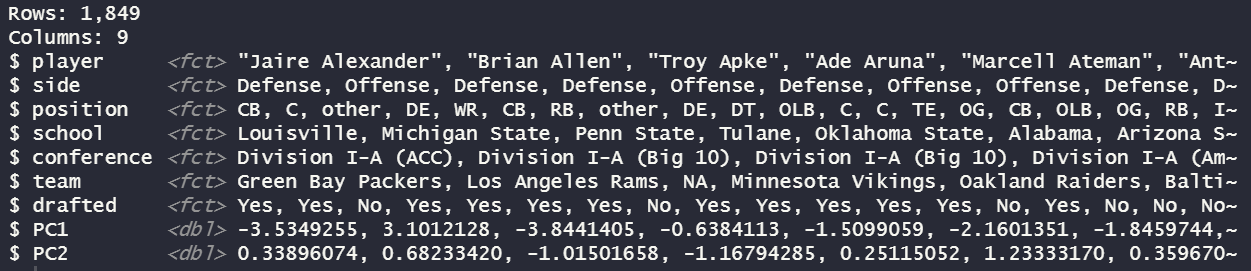 Rows: 1,849
Columns: 9
$ player     <fct> "Jaire Alexander", "Brian Allen", "Troy Apke", "Ade Aruna", "Marcell Ateman", "Ant~
$ side       <fct> Defense, Offense, Defense, Defense, Offense, Defense, Offense, Offense, Defense, D~
$ position   <fct> CB, C, other, DE, WR, CB, RB, other, DE, DT, OLB, C, C, TE, OG, CB, OLB, OG, RB, I~
$ school     <fct> Louisville, Michigan State, Penn State, Tulane, Oklahoma State, Alabama, Arizona S~
$ conference <fct> Division I-A (ACC), Division I-A (Big 10), Division I-A (Big 10), Division I-A (Am~
$ team       <fct> Green Bay Packers, Los Angeles Rams, NA, Minnesota Vikings, Oakland Raiders, Balti~
$ drafted    <fct> Yes, Yes, No, Yes, Yes, Yes, No, Yes, Yes, Yes, Yes, Yes, No, Yes, No, No, No~
$ PC1        <dbl> -3.5349255, 3.1012128, -3.8441405, -0.6384113, -1.5099059, -2.1601351, -1.8459744,~
$ PC2        <dbl> 0.33896074, 0.68233420, -1.01501658, -1.16794285, 0.25115052, 1.23333170, 0.359670~